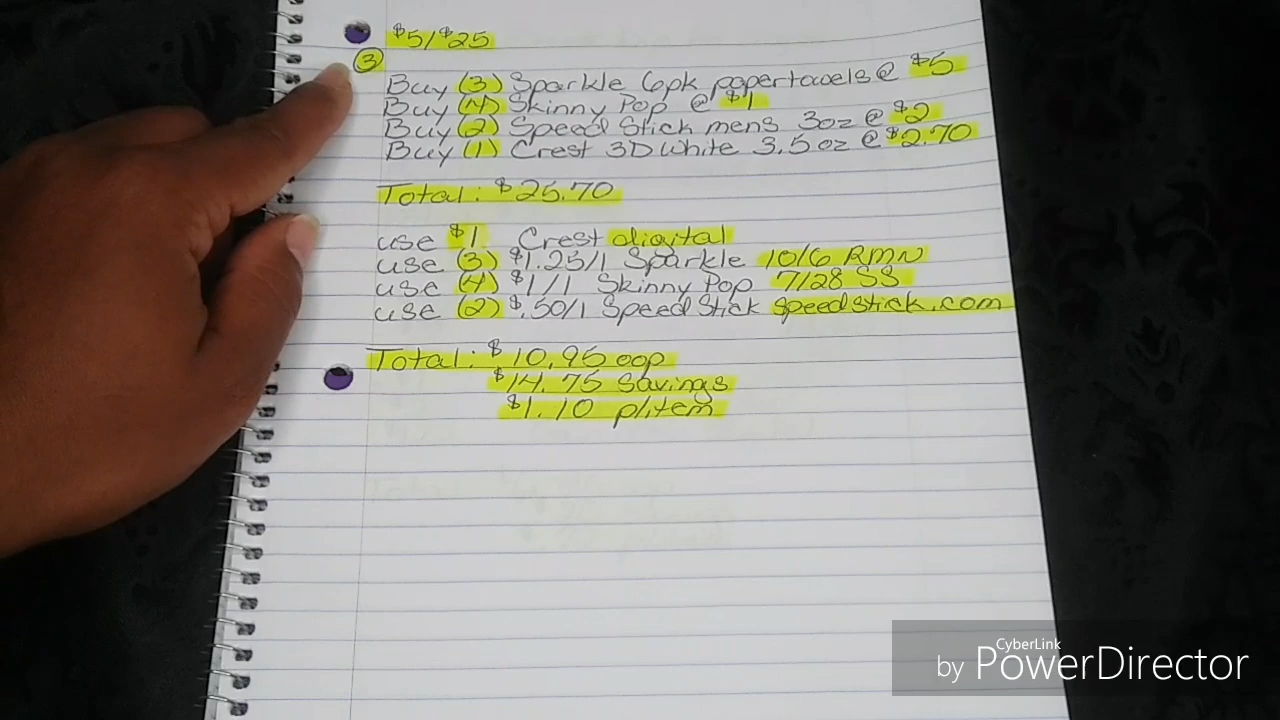 $5/$25
3
Buy (3) Sparkle 6pk papertowels @ $5
Buy (4) Skinny Pop @ $1
Buy (2) Speed Stick mens 3oz @ $2
Buy (1) Crest 3D White 3.5 oz @ $2.70
Total: $25.70
use $1 Crest digital
use (3) $1.25/1 Sparkle 10/6 RMN
use (4) $1/1 Skinny Pop 7/28 SS
use (2) $.50/1 Speed Stick speedstick.com
Total: $10.95 oop
$14.75 Savings
$1.10 p/item
CyberLink
by PowerDirector